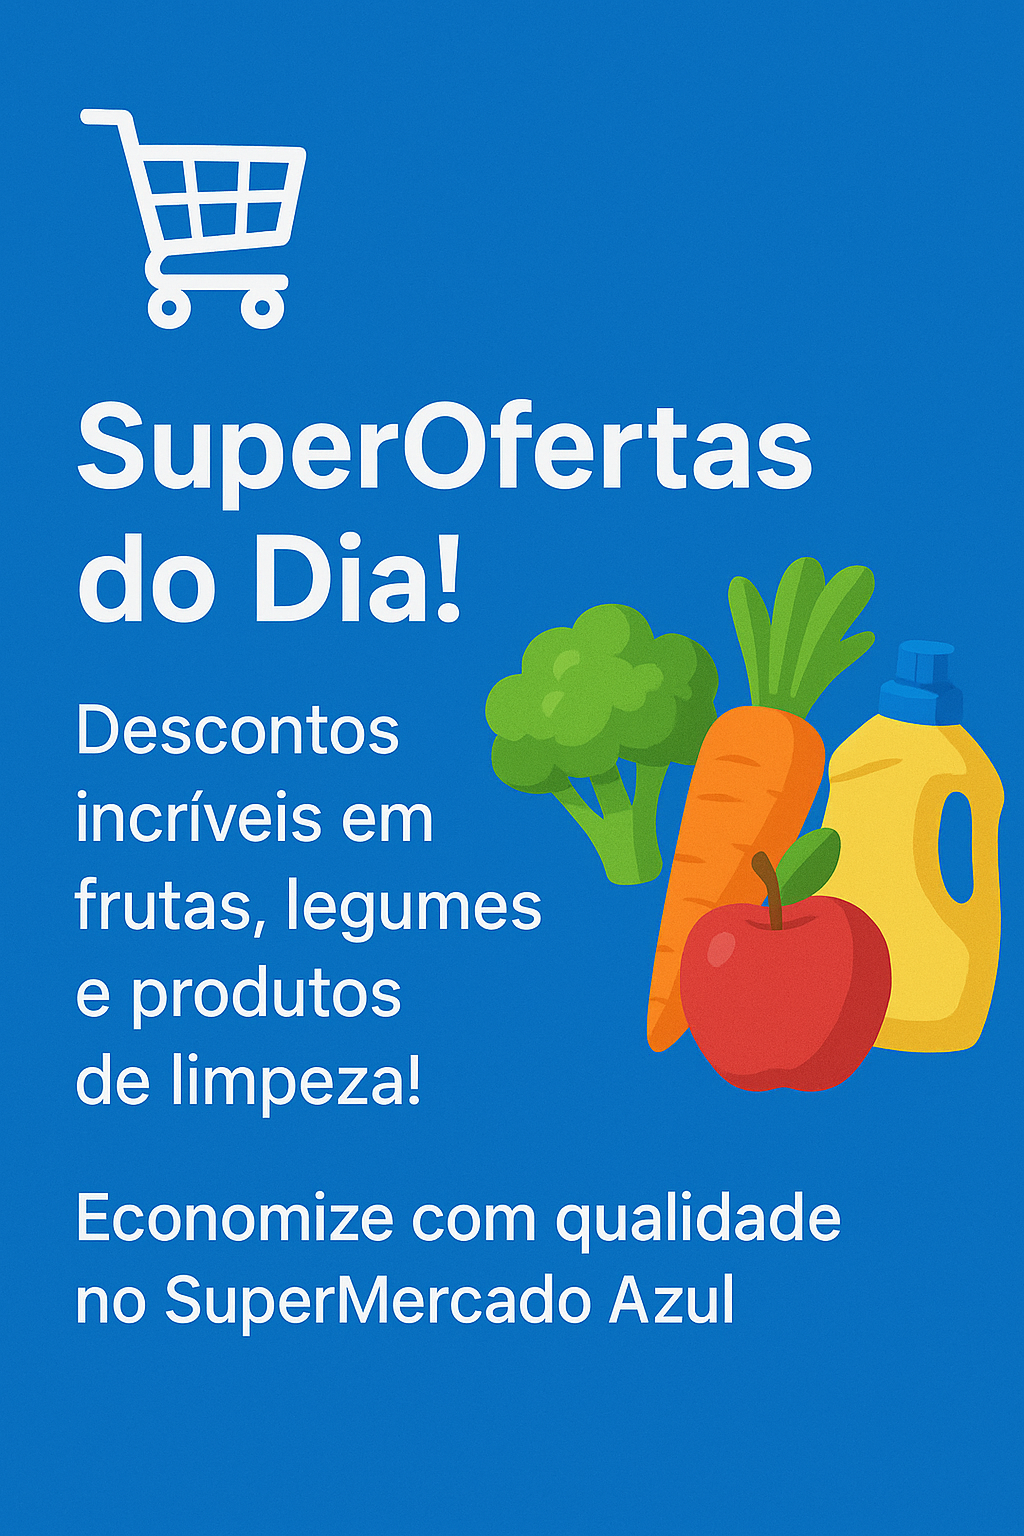 SuperOfertas
do Dia!
Descontos
incríveis em
frutas, legumes
e produtos
de limpeza!
Economize com qualidade
no SuperMercado Azul